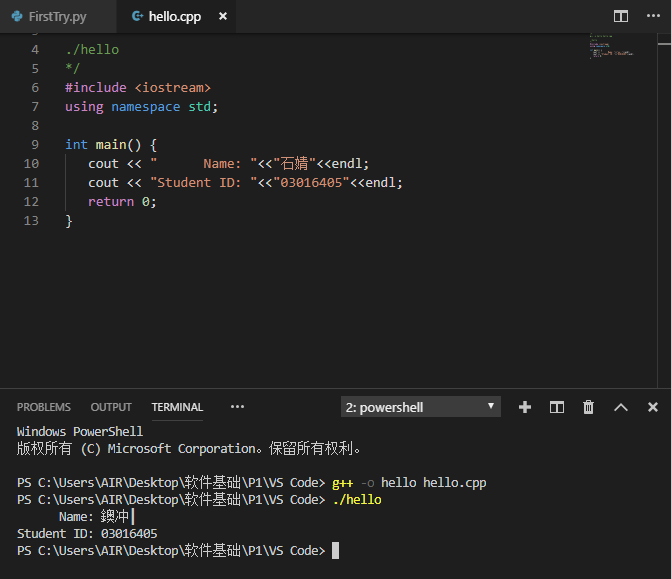 FirstTry.py hello.cpp
4 ./hello
5 */
6 #include <iostream>
7 using namespace std;
8
9 int main() {
10 cout << "      Name: "<<"石婧"<<endl;
11 cout << "Student ID: "<<"03016405"<<endl;
12 return 0;
13 }
PROBLEMS OUTPUT TERMINAL ••• 2: powershell
Windows PowerShell
版权所有 (C) Microsoft Corporation。保留所有权利。
PS C:\Users\AIR\Desktop\软件基础\P1\VS Code> g++ -o hello hello.cpp
PS C:\Users\AIR\Desktop\软件基础\P1\VS Code> ./hello
Name: 鐭冲
Student ID: 03016405
PS C:\Users\AIR\Desktop\软件基础\P1\VS Code>